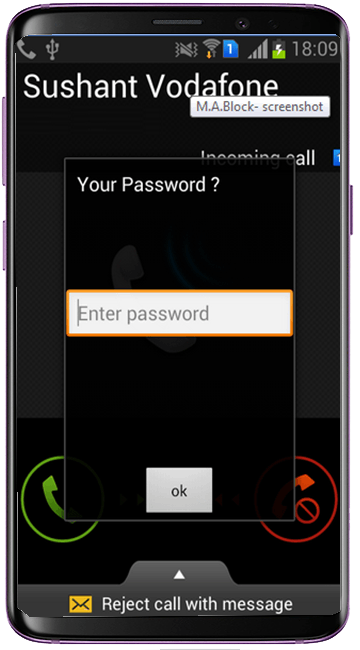 1 18:09
Sushant Vodafone
M.A.Block- screenshot
Incoming call 1
Your Password ?
Enter password
ok
Reject call with message